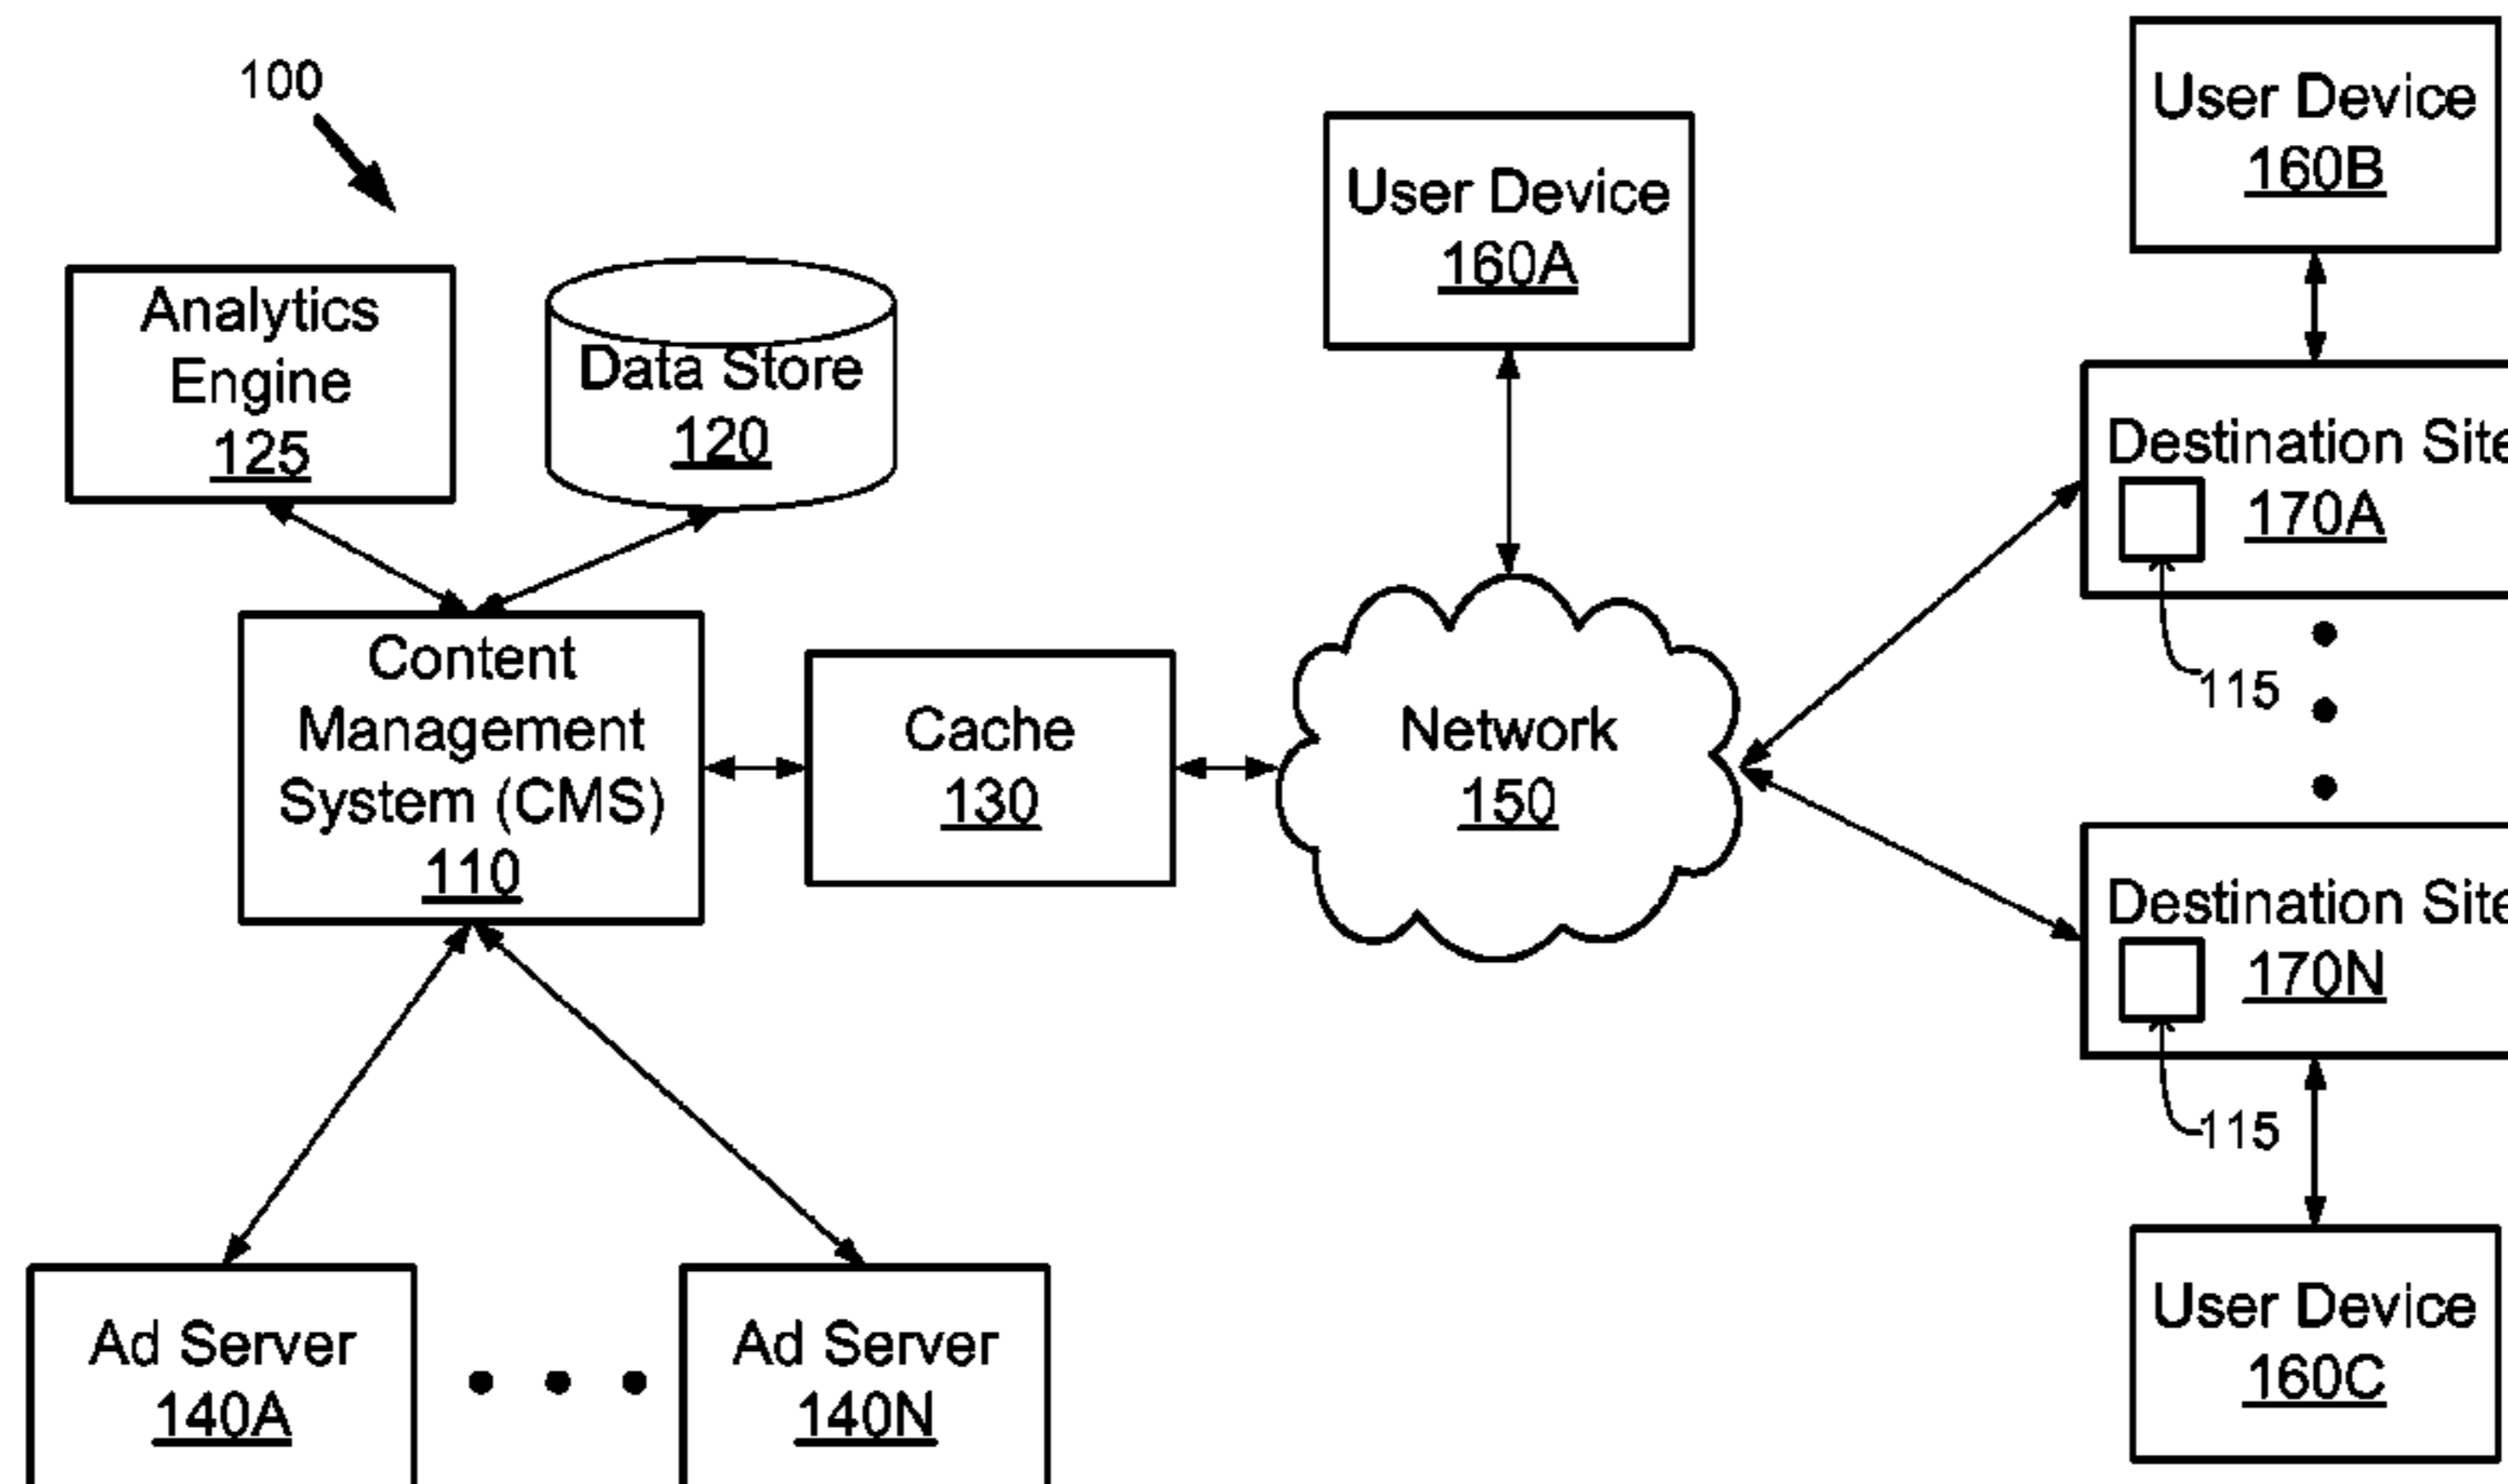 100
Analytics
Engine
125
Data Store
120
Content
Management
System (CMS)
110
Cache
130
Ad Server
140A
Ad Server
140N
User Device
160A
Network
150
User Device
160B
Destination Site
170A
115
Destination Site
170N
115
User Device
160C